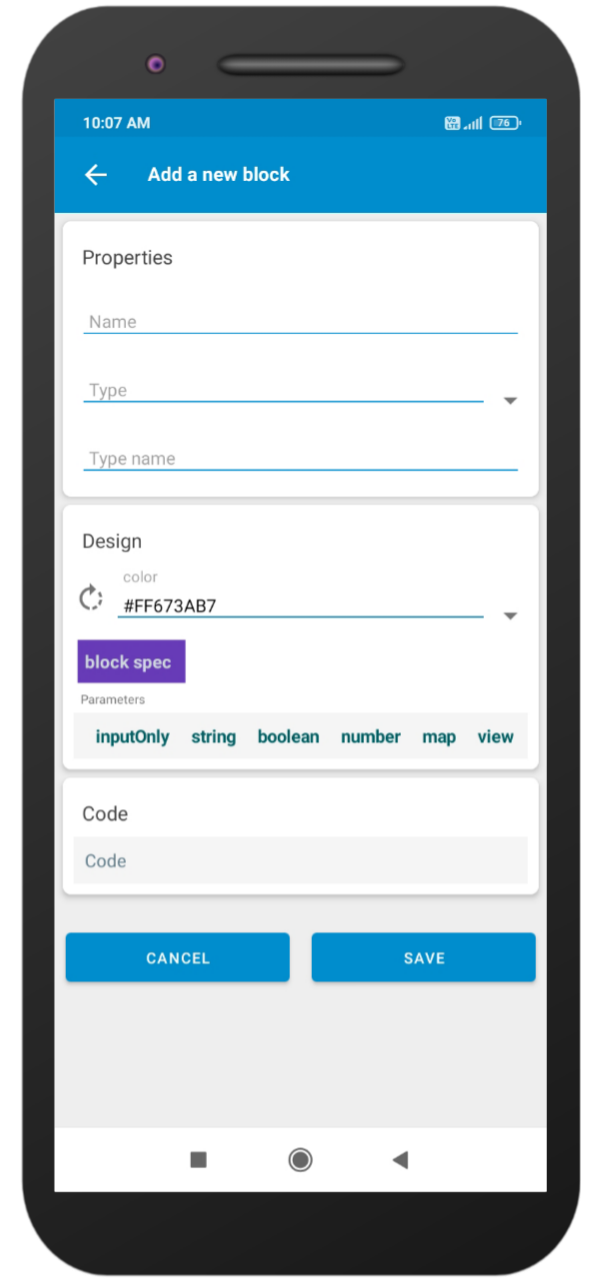 10:07 AM
Vo LTE 76
Add a new block
Properties
Name
Type
Type name
Design
color
#FF673AB7
block spec
Parameters
inputOnly string boolean number map view
Code
Code
CANCEL SAVE